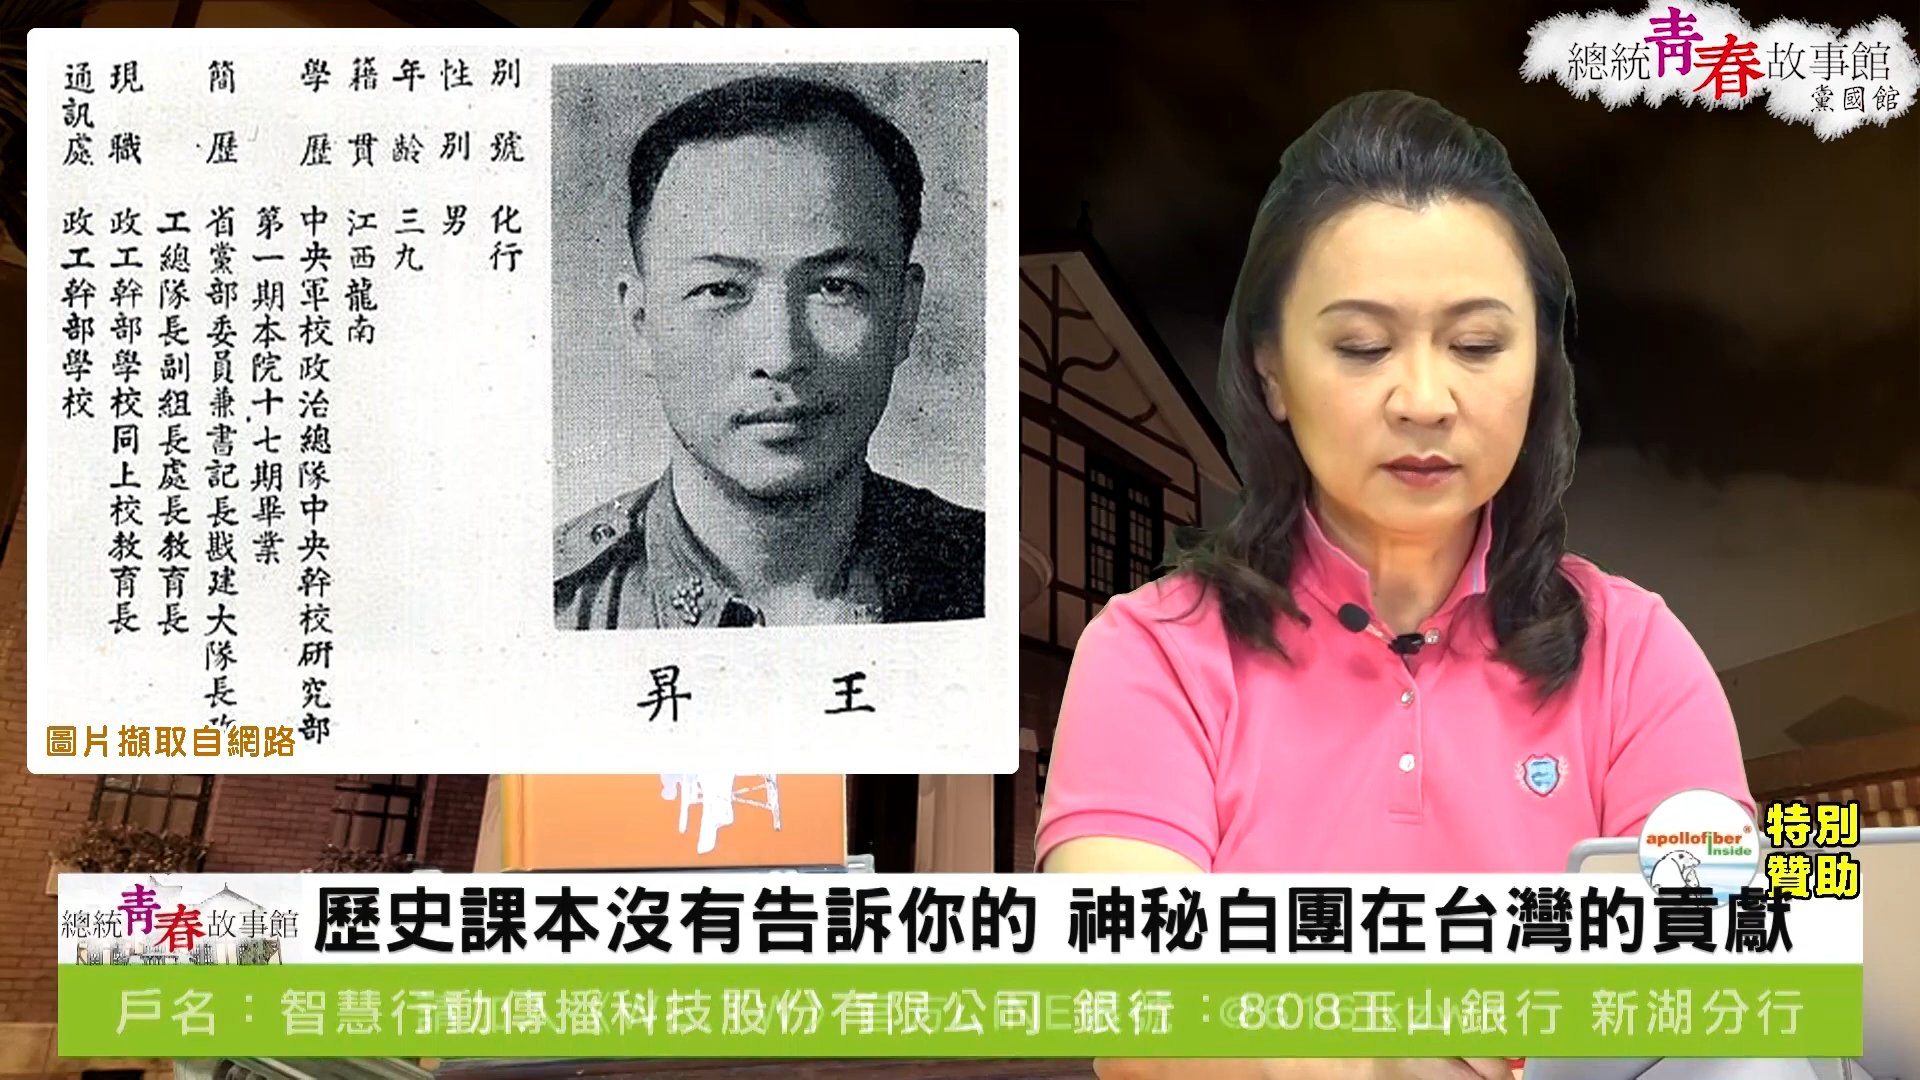 別號 化行
性別 男
年齡 三九
籍貫 江西龍南
學歷 中央軍校政治總隊中央幹校研究部
第一期本院十七期畢業
簡歷 省黨部委員兼書記長戡建大隊長政
工總隊長副組長處長教育長
現職 政工幹部學校同上校教育長
通訊處 政工幹部學校
王昇
圖片擷取自網路
總統青春故事館
黨國館
apollofiber®
inside
特別
贊助
總統青春故事館
歷史課本沒有告訴你的 神秘白團在台灣的貢獻
戶名：智慧行動傳播科技股份有限公司 銀行：808玉山銀行 新湖分行